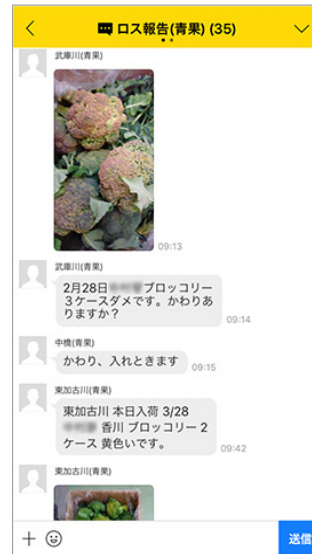 ロス報告(青果) (35)
武庫川(青果)
09:13
武庫川(青果)
2月28日 ブロッコリー
３ケースダメです。かわりあ
りますか？
09:14
中橋(青果)
かわり、入れときます
09:15
東加古川(青果)
東加古川 本日入荷 3/28
香川 ブロッコリー 2
ケース 黄色いです。
09:42
東加古川(青果)
送信